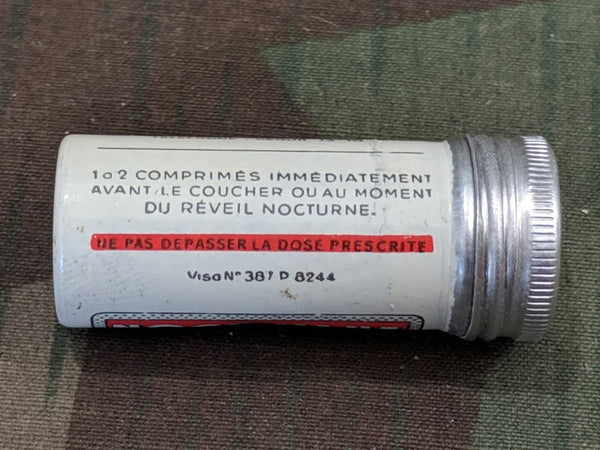 1 à 2 COMPRIMÉS IMMÉDIATEMENT
AVANT LE COUCHER OU AU MOMENT
DU RÉVEIL NOCTURNE.
NE PAS DEPASSER LA DOSE PRESCRITE
Visa N° 387 P 8244